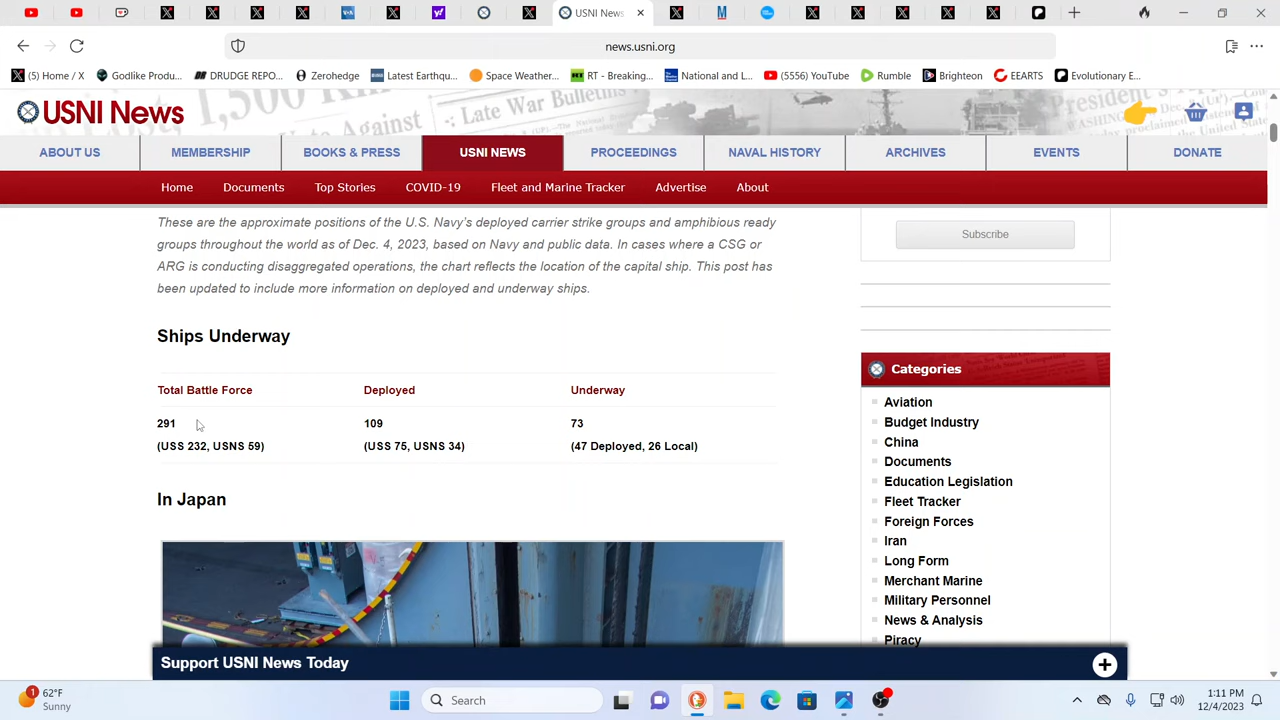 USNI News
news.usni.org
(5) Home / X
Godlike Produ...
DRUDGE REPO...
Zerohedge
Latest Earthqu...
Space Weather...
RT - Breaking...
National and L...
(5556) YouTube
Rumble
Brighteon
EEARTS
Evolutionary E...
USNI News
Late War Bulletins
ABOUT US
MEMBERSHIP
BOOKS & PRESS
USNI NEWS
PROCEEDINGS
NAVAL HISTORY
ARCHIVES
EVENTS
DONATE
Home
Documents
Top Stories
COVID-19
Fleet and Marine Tracker
Advertise
About
These are the approximate positions of the U.S. Navy's deployed carrier strike groups and amphibious ready
groups throughout the world as of Dec. 4, 2023, based on Navy and public data. In cases where a CSG or
ARG is conducting disaggregated operations, the chart reflects the location of the capital ship. This post has
been updated to include more information on deployed and underway ships.
Ships Underway
Total Battle Force
Deployed
Underway
291
109
73
(USS 232, USNS 59)
(USS 75, USNS 34)
(47 Deployed, 26 Local)
In Japan
Subscribe
Categories
Aviation
Budget Industry
China
Documents
Education Legislation
Fleet Tracker
Foreign Forces
Iran
Long Form
Merchant Marine
Military Personnel
News & Analysis
Piracy
Support USNI News Today
1
62°F
Sunny
Search
1:11 PM
12/4/2023